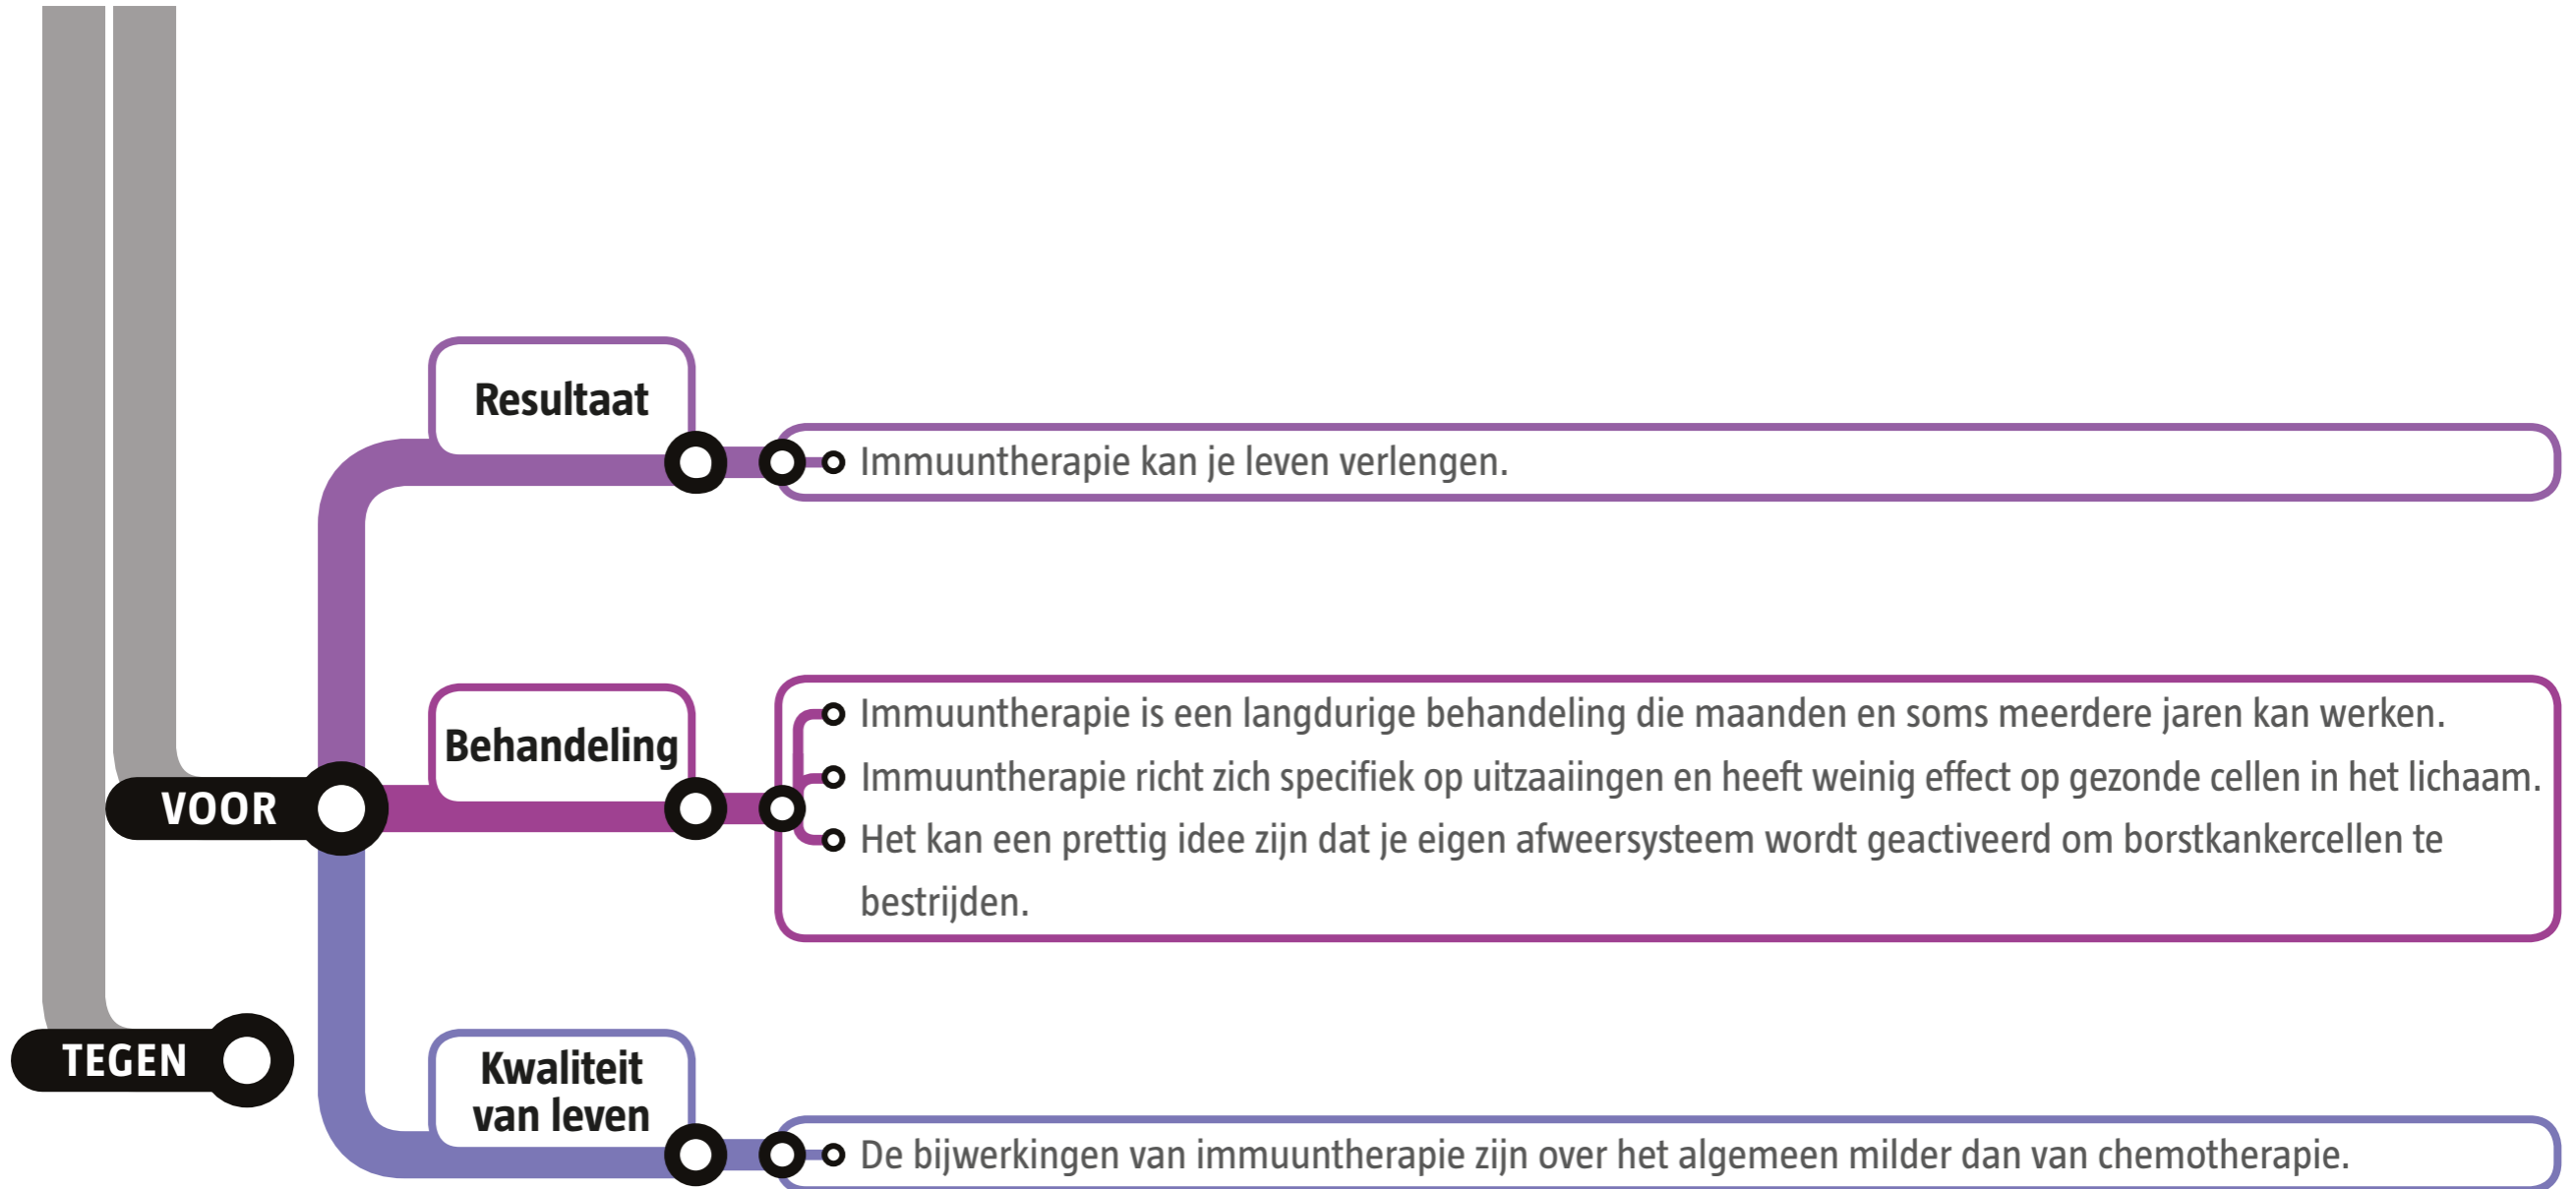 Resultaat
Immuuntherapie kan je leven verlengen.
VOOR
Behandeling
Immuuntherapie is een langdurige behandeling die maanden en soms meerdere jaren kan werken.
Immuuntherapie richt zich specifiek op uitzaaiingen en heeft weinig effect op gezonde cellen in het lichaam.
Het kan een prettig idee zijn dat je eigen afweersysteem wordt geactiveerd om borstkankercellen te
bestrijden.
TEGEN
Kwaliteit
van leven
De bijwerkingen van immuuntherapie zijn over het algemeen milder dan van chemotherapie.